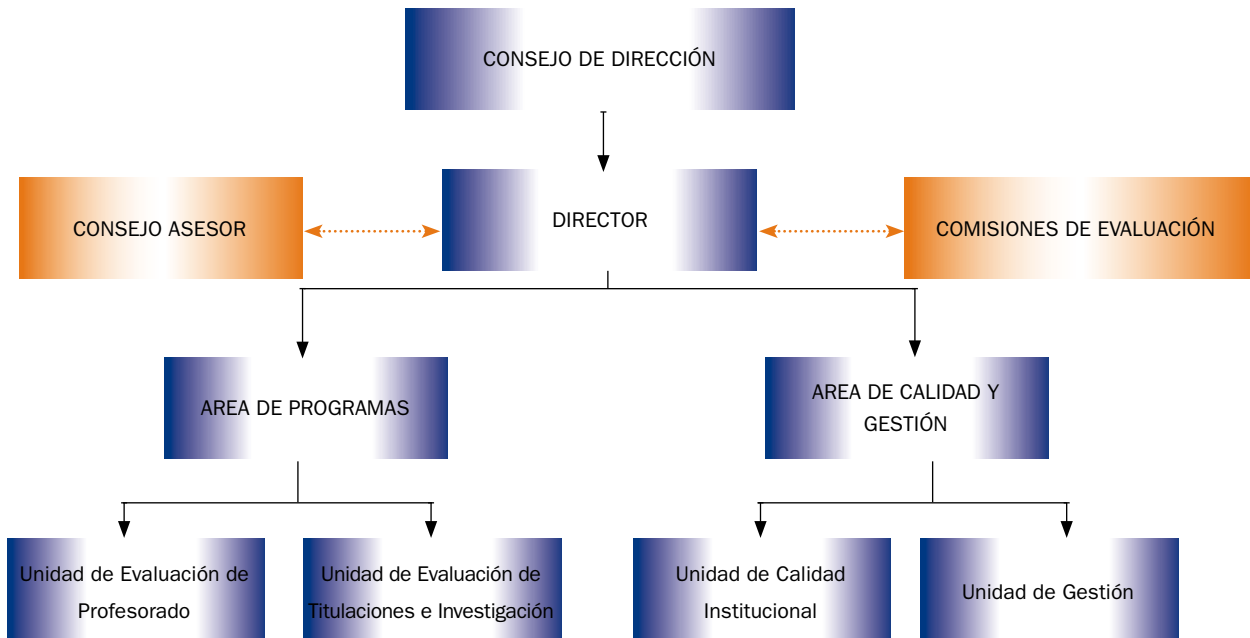 CONSEJO DE DIRECCIÓN
CONSEJO ASESOR
DIRECTOR
COMISIONES DE EVALUACIÓN
AREA DE PROGRAMAS
AREA DE CALIDAD Y
GESTIÓN
Unidad de Evaluación de
Profesorado
Unidad de Evaluación de
Titulaciones e Investigación
Unidad de Calidad
Institucional
Unidad de Gestión